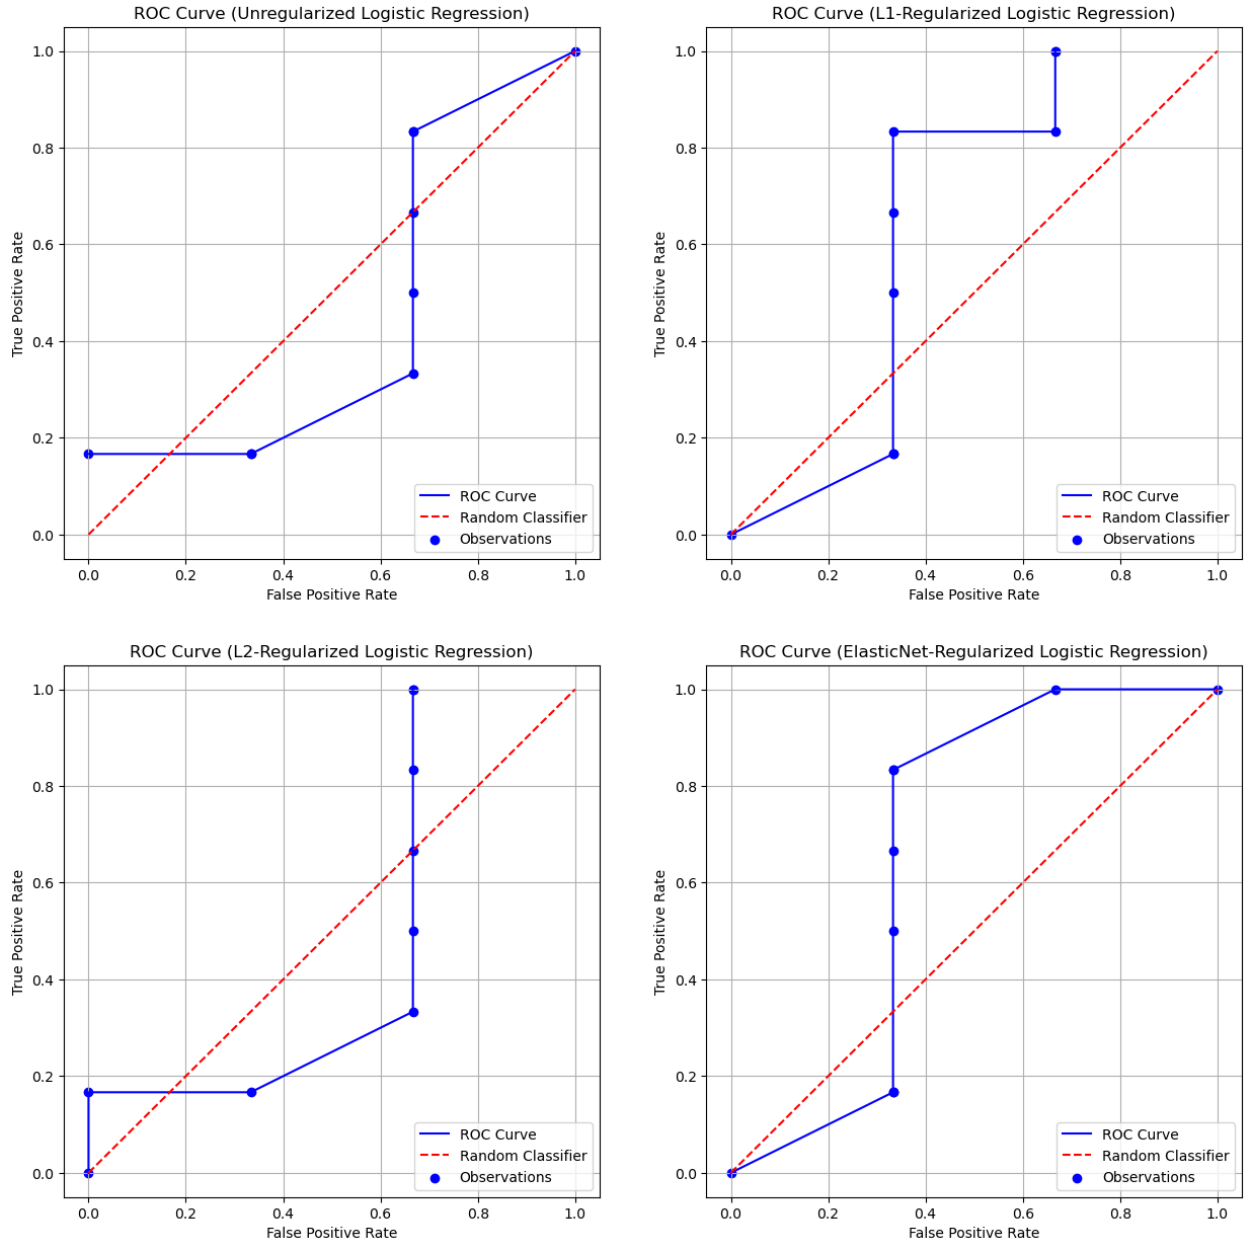 ROC Curve (Unregularized Logistic Regression)
True Positive Rate
1.0
0.8
0.6
0.4
0.2
0.0
ROC Curve
Random Classifier
Observations
0.0 0.2 0.4 0.6 0.8 1.0
False Positive Rate
ROC Curve (L1-Regularized Logistic Regression)
True Positive Rate
1.0
0.8
0.6
0.4
0.2
0.0
ROC Curve
Random Classifier
Observations
0.0 0.2 0.4 0.6 0.8 1.0
False Positive Rate
ROC Curve (L2-Regularized Logistic Regression)
True Positive Rate
1.0
0.8
0.6
0.4
0.2
0.0
ROC Curve
Random Classifier
Observations
0.0 0.2 0.4 0.6 0.8 1.0
False Positive Rate
ROC Curve (ElasticNet-Regularized Logistic Regression)
True Positive Rate
1.0
0.8
0.6
0.4
0.2
0.0
ROC Curve
Random Classifier
Observations
0.0 0.2 0.4 0.6 0.8 1.0
False Positive Rate